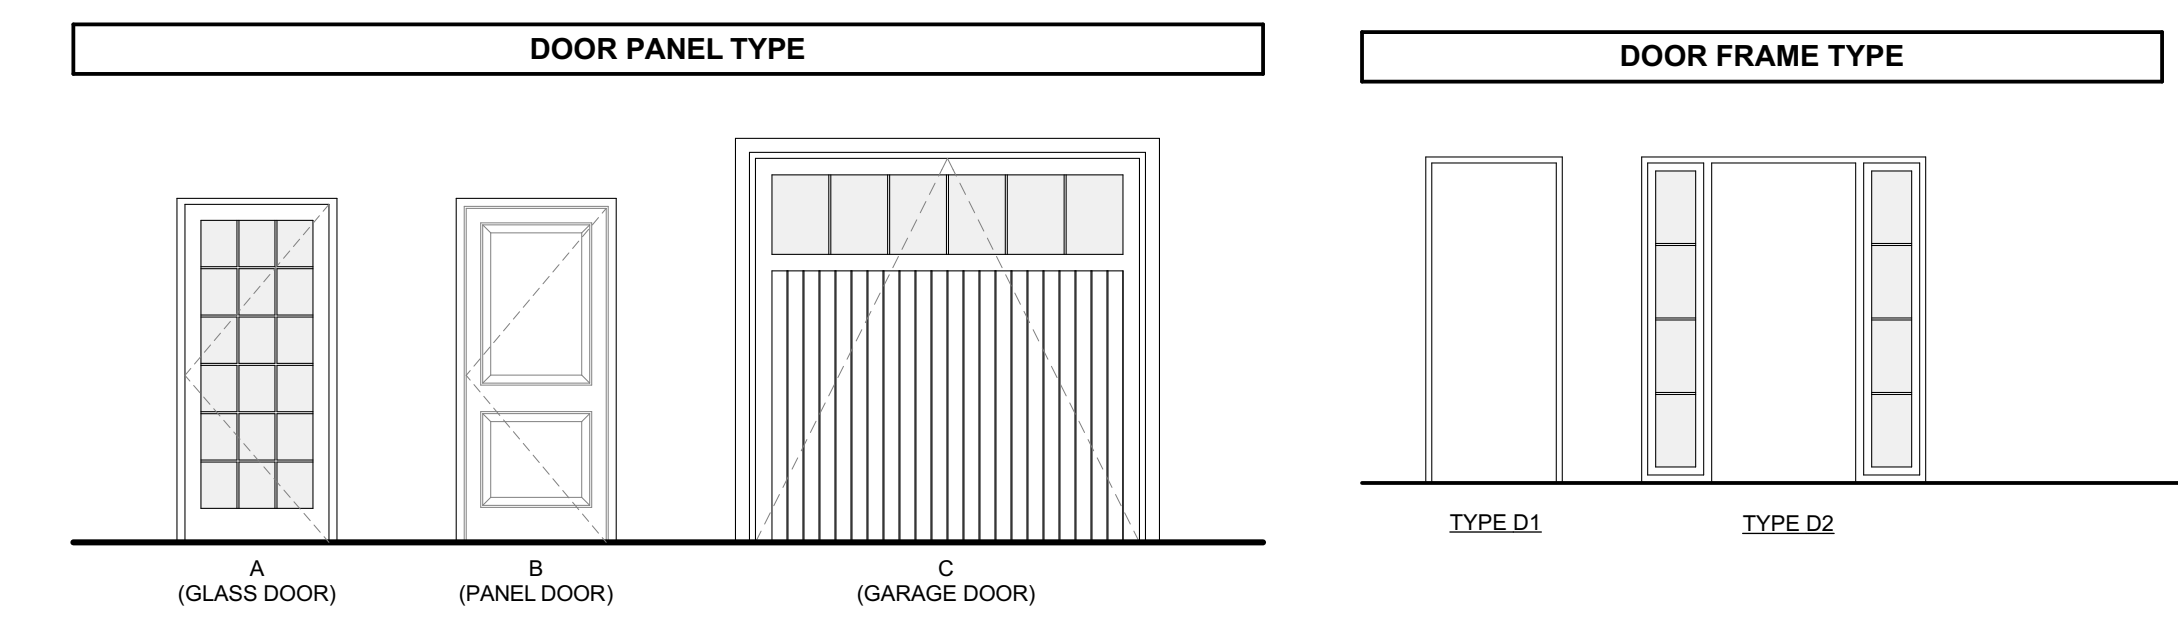 DOOR PANEL TYPE
A
(GLASS DOOR)
B
(PANEL DOOR)
C
(GARAGE DOOR)
DOOR FRAME TYPE
TYPE D1
TYPE D2